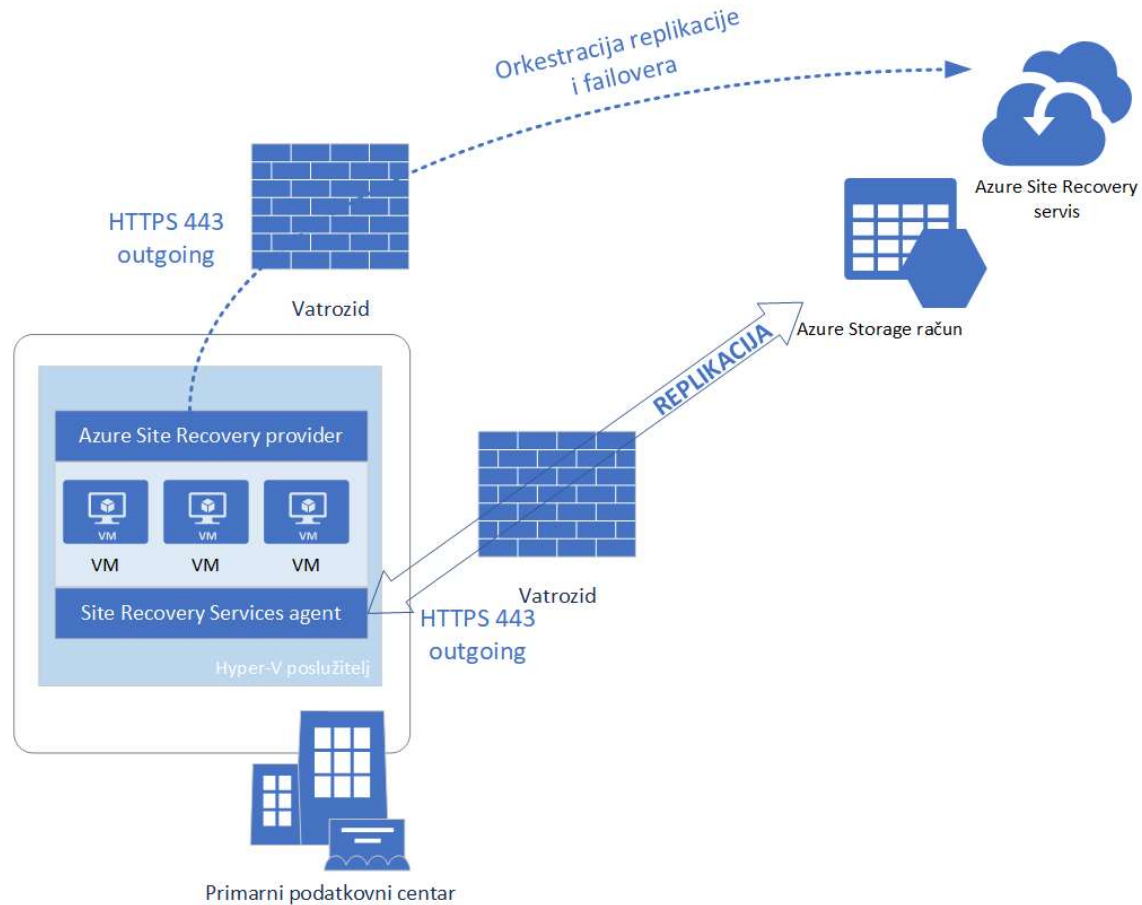 Orkestracija replikacije
i failovera
Azure Site Recovery
servis
HTTPS 443
outgoing
Vatrozid
Azure Storage račun
REPLIKACIJA
Azure Site Recovery provider
VM VM VM
VM VM VM
Site Recovery Services agent
Vatrozid
HTTPS 443
outgoing
Hyper-V poslužitelj
Primarni podatkovni centar